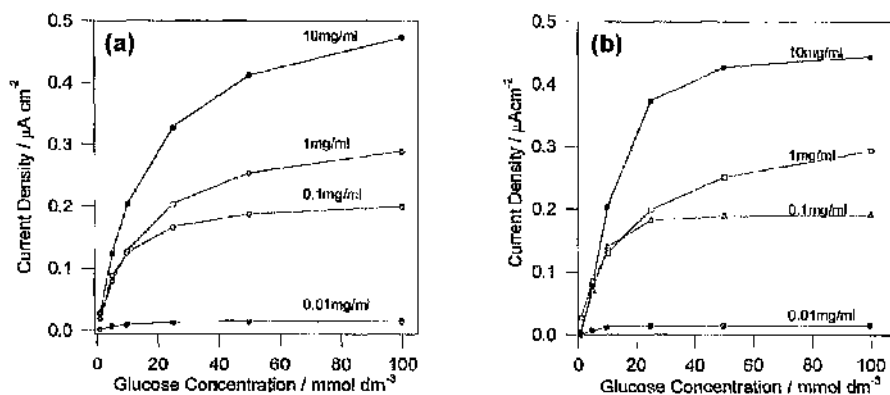 (a)
0.5
0.4
0.3
0.2
0.1
0.0
Current Density / µA cm⁻²
10mg/ml
1mg/ml
0.1mg/ml
0.01mg/ml
0 20 40 60 80 100
Glucose Concentration / mmol dm⁻³
(b)
0.5
0.4
0.3
0.2
0.1
0.0
Current Density / µAcm⁻²
10mg/ml
1mg/ml
0.1mg/ml
0.01mg/ml
0 20 40 60 80 100
Glucose Concentration / mmol dm⁻³